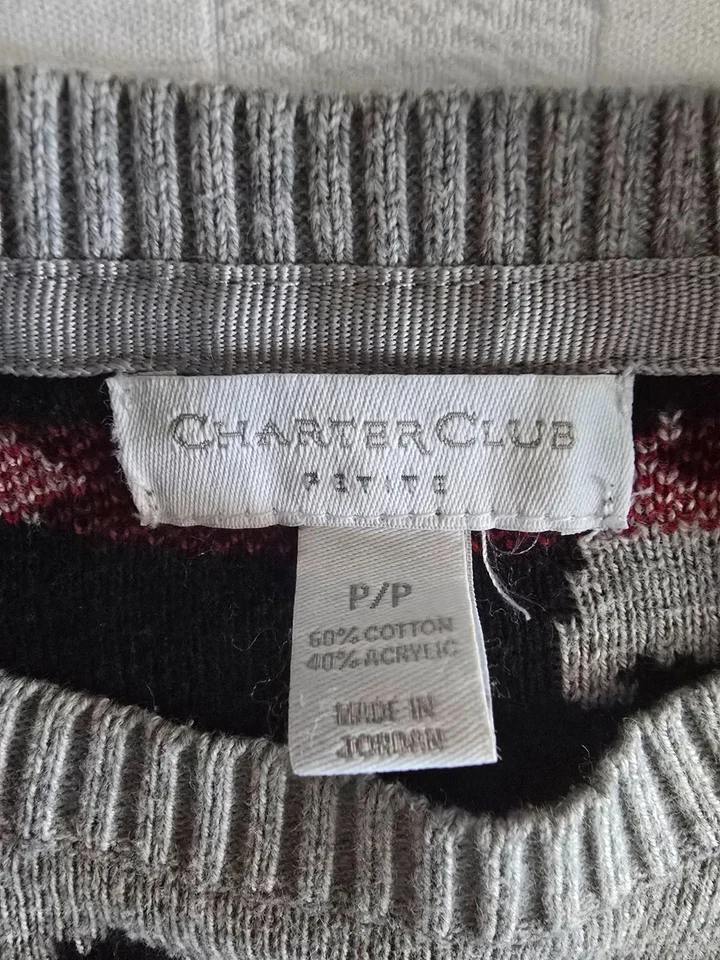 CHARTER CLUB
PETITE
P/P
60% COTTON
40% ACRYLIC
MADE IN
JORDAN